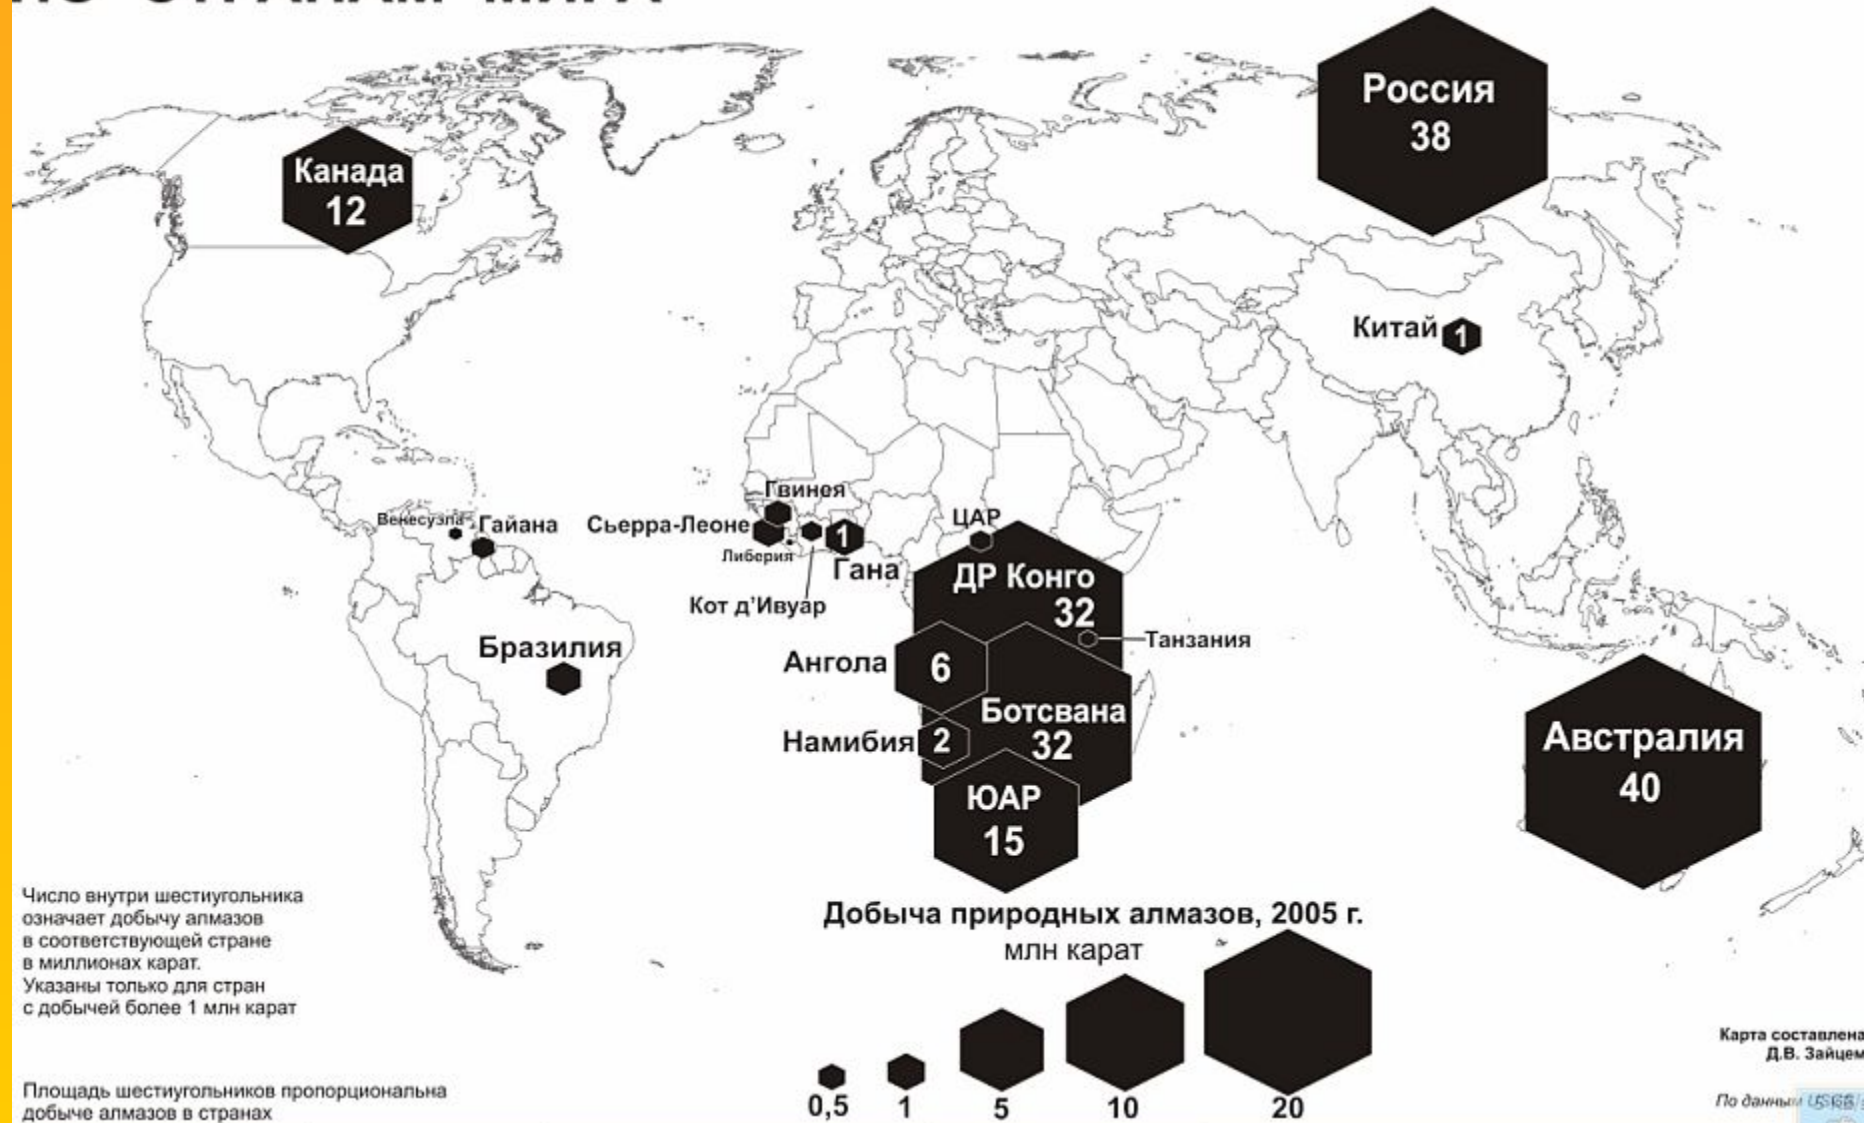 Россия
38
Канада
12
Китай 1
Гвинея
Венесуэла
Гайана
Сьерра-Леоне
ЦАР
1
Либерия
Гана
ДР Конго
32
Кот д'Ивуар
Танзания
Бразилия
Ангола 6
Ботсвана
32
Намибия 2
Австралия
40
ЮАР
15
Число внутри шестиугольника
означает добычу алмазов
в соответствующей стране
в миллионах карат.
Указаны только для стран
с добычей более 1 млн карат
Добыча природных алмазов, 2005 г.
млн карат
0,5 1 5 10 20
Площадь шестиугольников пропорциональна
добыче алмазов в странах
Карта составлена
Д.В. Зайцем
По данным